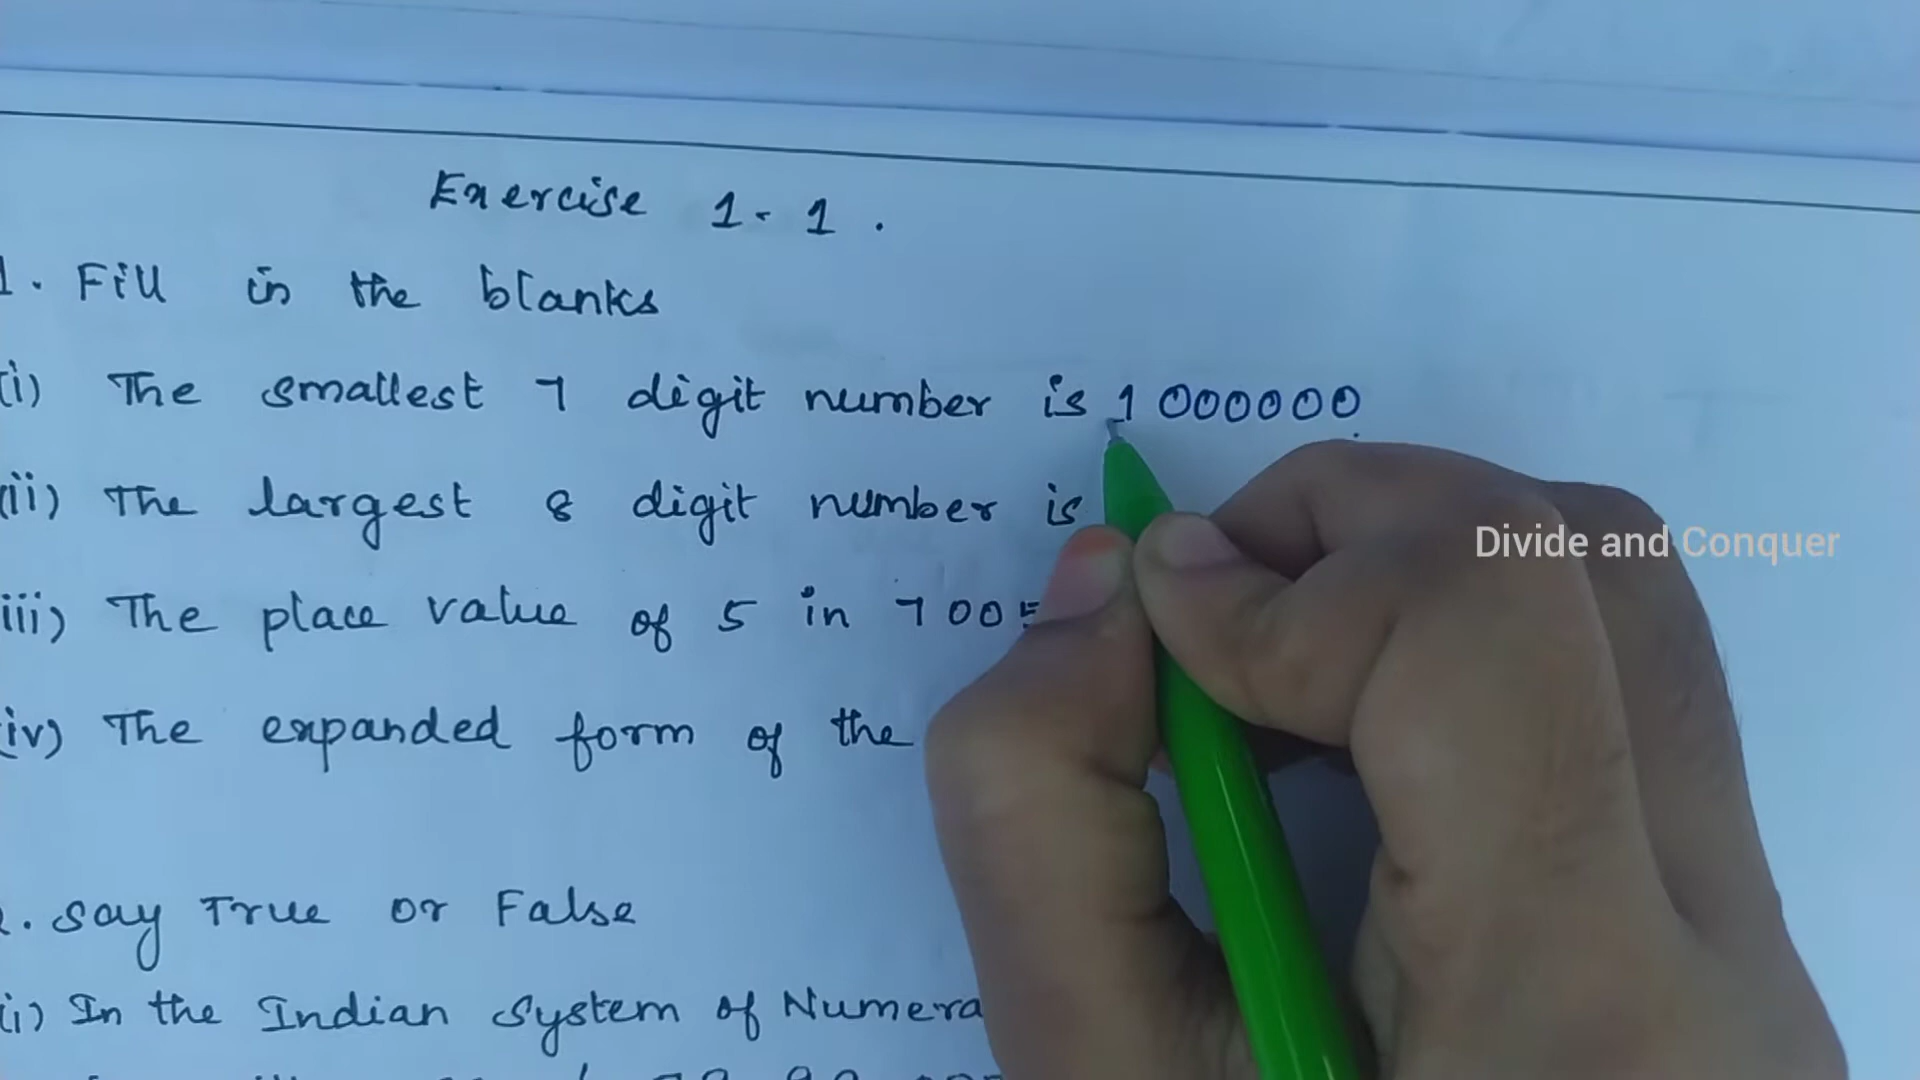 Exercise 1.1.
1. Fill in the blanks
(i) The smallest 7 digit number is 1000000
(ii) The largest 8 digit number is
Divide and Conquer
iii) The place value of 5 in 7005
(iv) The expanded form of the
. Say True or False
(i) In the Indian System of Numera